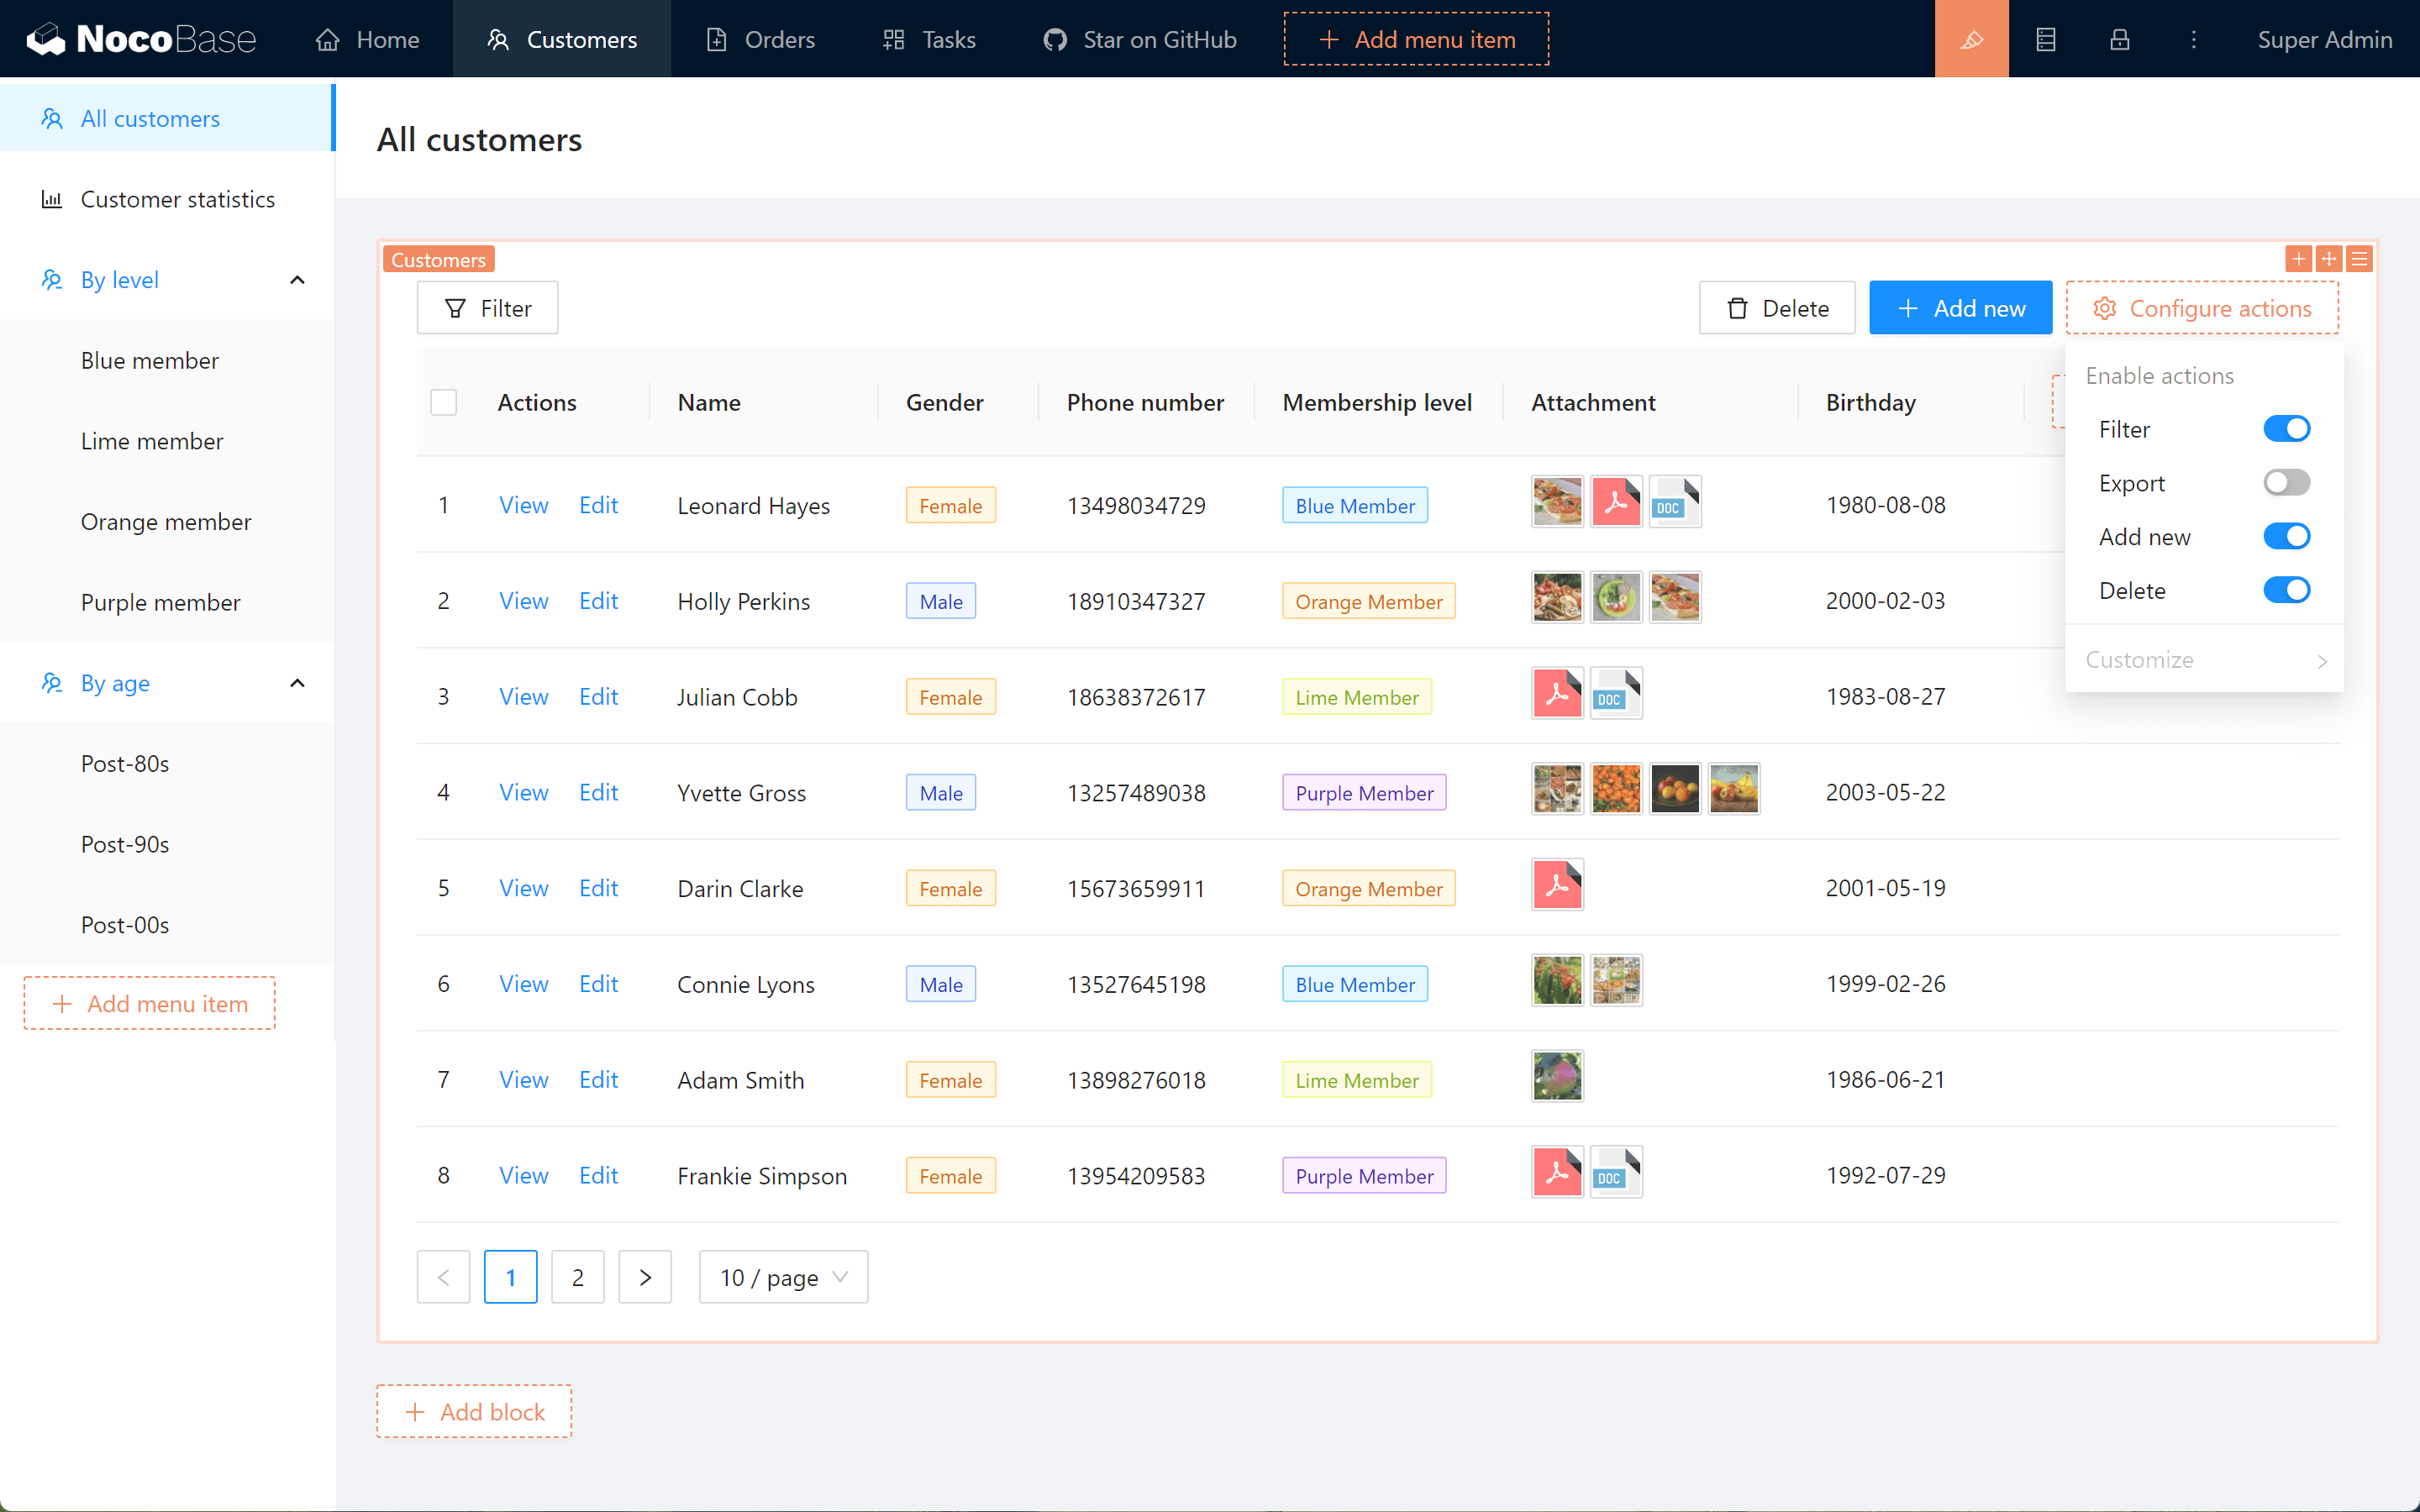 NocoBase Home Customers Orders Tasks Star on GitHub Add menu item Super Admin
All customers
Customer statistics
By level
Blue member
Lime member
Orange member
Purple member
By age
Post-80s
Post-90s
Post-00s
Add menu item
All customers
Customers
Filter Delete Add new Configure actions
Actions Name Gender Phone number Membership level Attachment Birthday
1 View Edit Leonard Hayes Female 13498034729 Blue Member DOC 1980-08-08
2 View Edit Holly Perkins Male 18910347327 Orange Member 2000-02-03
3 View Edit Julian Cobb Female 18638372617 Lime Member DOC 1983-08-27
4 View Edit Yvette Gross Male 13257489038 Purple Member 2003-05-22
5 View Edit Darin Clarke Female 15673659911 Orange Member 2001-05-19
6 View Edit Connie Lyons Male 13527645198 Blue Member 1999-02-26
7 View Edit Adam Smith Female 13898276018 Lime Member 1986-06-21
8 View Edit Frankie Simpson Female 13954209583 Purple Member DOC 1992-07-29
Enable actions
Filter
Export
Add new
Delete
Customize
1 2 10 / page
Add block